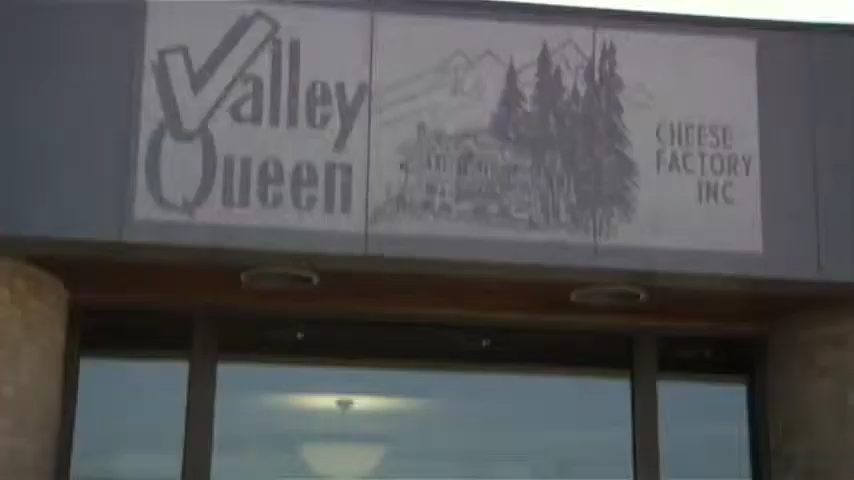 Valley
Queen
CHEESE
FACTORY
INC